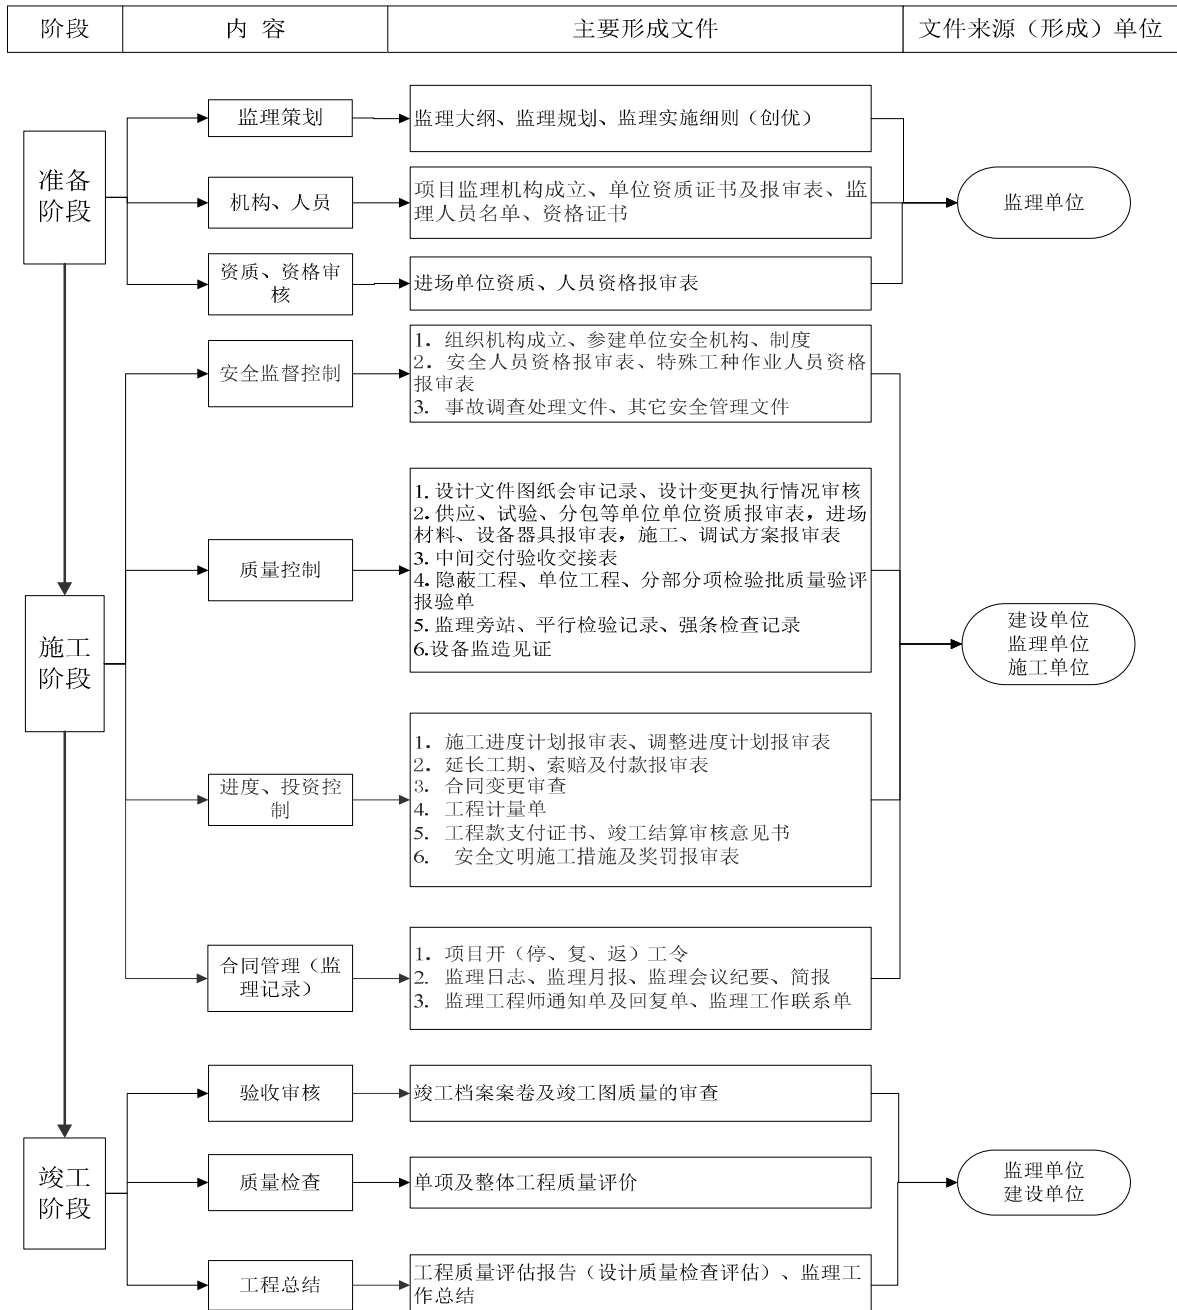 阶段
内 容
主要形成文件
文件来源（形成）单位
准备
阶段
监理策划
监理大纲、监理规划、监理实施细则（创优）
机构、人员
项目监理机构成立、单位资质证书及报审表、监
理人员名单、资格证书
资质、资格审
核
进场单位资质、人员资格报审表
监理单位
施工
阶段
安全监督控制
1．组织机构成立、参建单位安全机构、制度
2．安全人员资格报审表、特殊工种作业人员资格
报审表
3．事故调查处理文件、其它安全管理文件
质量控制
1.设计文件图纸会审记录、设计变更执行情况审核
2.供应、试验、分包等单位单位资质报审表，进场
材料、设备器具报审表，施工、调试方案报审表
3.中间交付验收交接表
4.隐蔽工程、单位工程、分部分项检验批质量验评
报验单
5.监理旁站、平行检验记录、强条检查记录
6.设备监造见证
进度、投资控
制
1．施工进度计划报审表、调整进度计划报审表
2．延长工期、索赔及付款报审表
3．合同变更审查
4．工程计量单
5．工程款支付证书、竣工结算审核意见书
6． 安全文明施工措施及奖罚报审表
合同管理（监
理记录）
1．项目开（停、复、返）工令
2．监理日志、监理月报、监理会议纪要、简报
3．监理工程师通知单及回复单、监理工作联系单
建设单位
监理单位
施工单位
竣工
阶段
验收审核
竣工档案案卷及竣工图质量的审查
质量检查
单项及整体工程质量评价
工程总结
工程质量评估报告（设计质量检查评估）、监理工
作总结
监理单位
建设单位